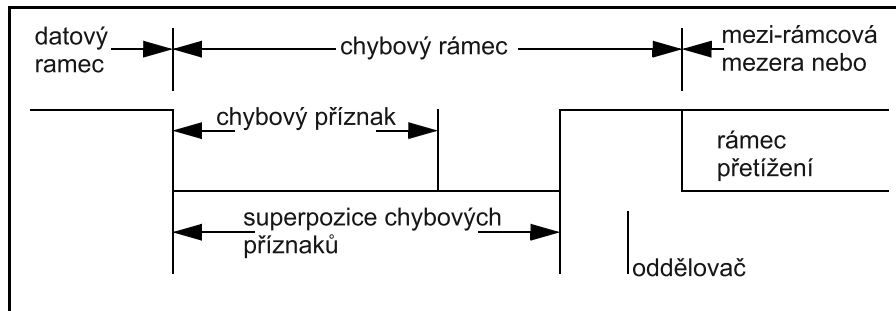 datový
ramec
chybový rámec
mezi-rámcová
mezera nebo
chybový příznak
rámec
přetížení
superpozice chybových
příznaků
oddělovač